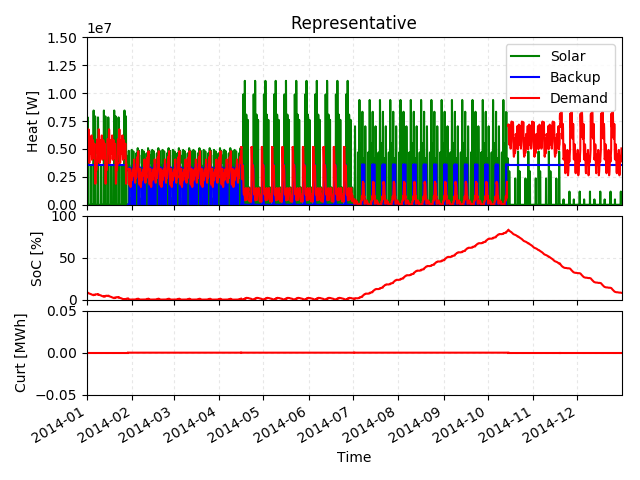 Representative
1e7
1.50
1.25
1.00
0.75
0.50
0.25
0.00
Heat [W]
Solar
Backup
Demand
100
50
0
SoC [%]
0.05
0.00
−0.05
Curt [MWh]
2014-01
2014-02
2014-03
2014-04
2014-05
2014-06
2014-07
2014-08
2014-09
2014-10
2014-11
2014-12
Time